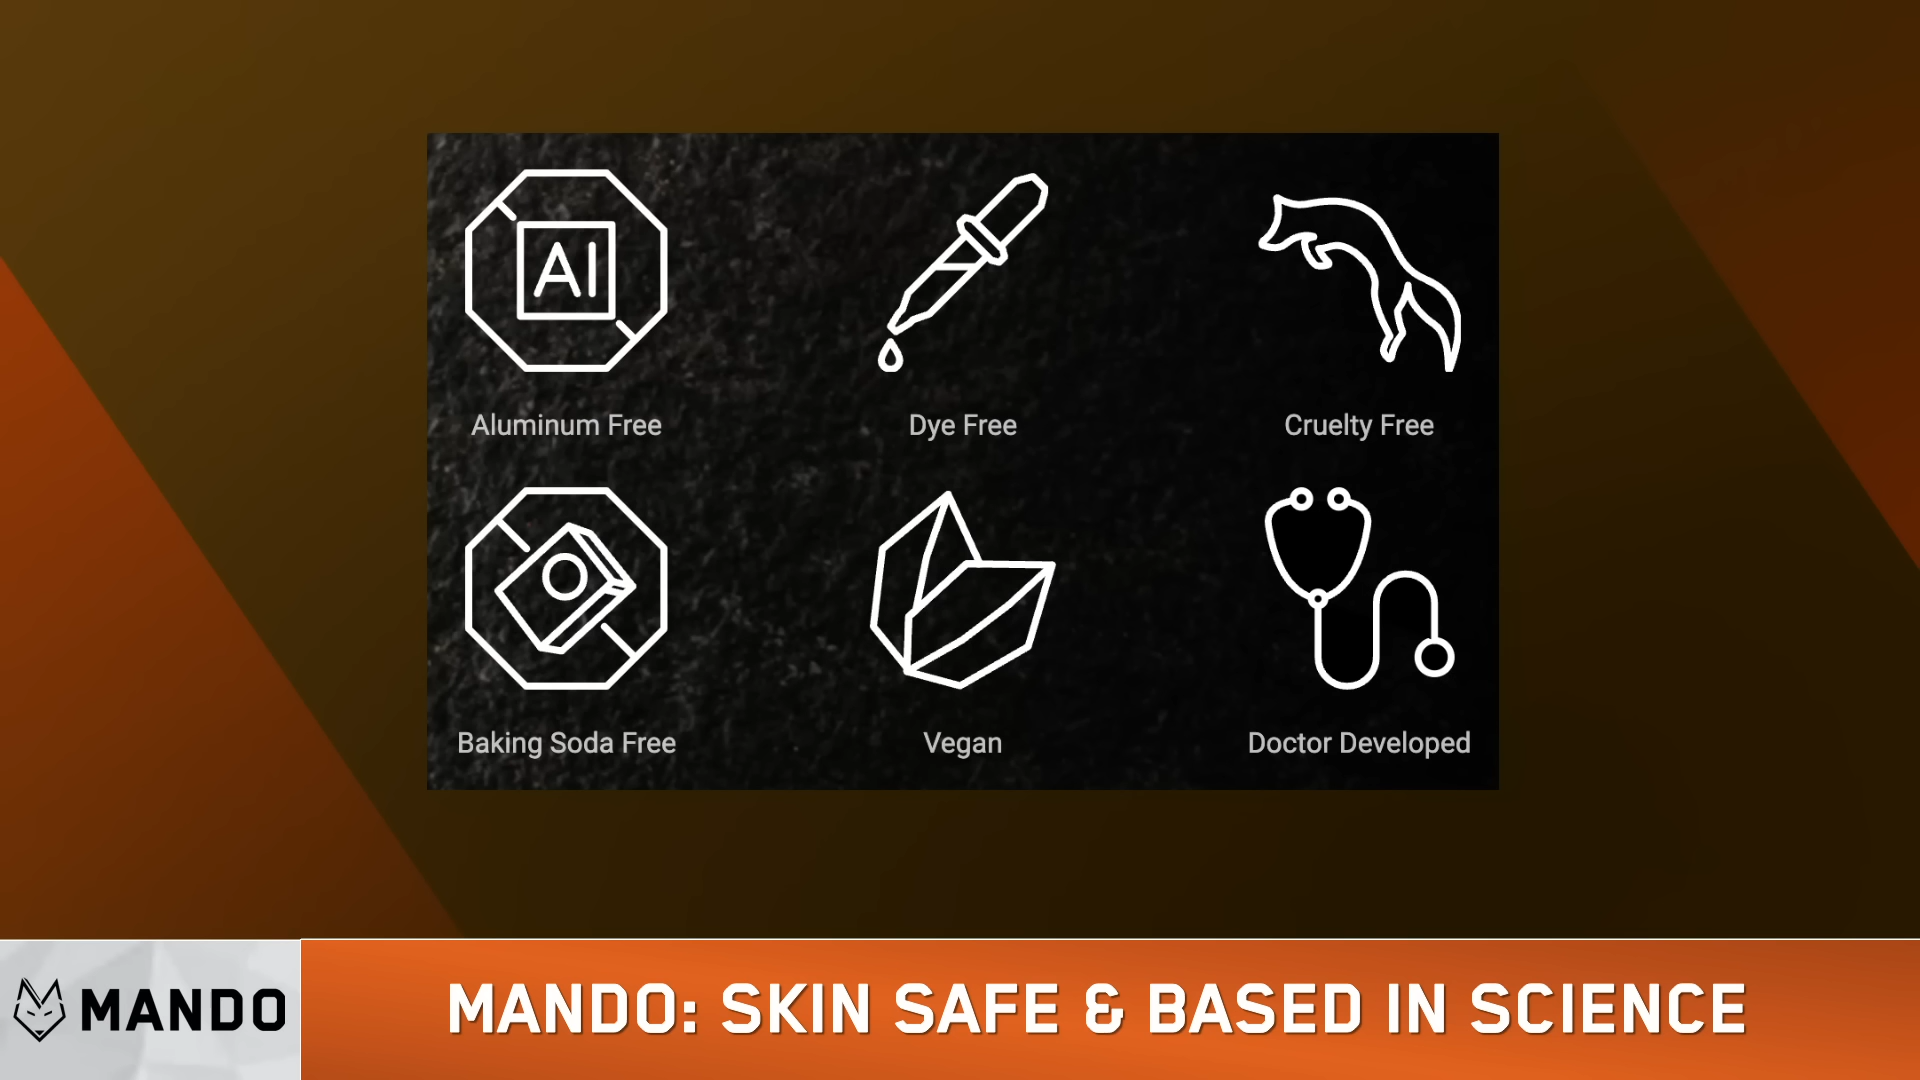 Al
Aluminum Free
Dye Free
Cruelty Free
Baking Soda Free
Vegan
Doctor Developed
MANDO
MANDO: SKIN SAFE & BASED IN SCIENCE